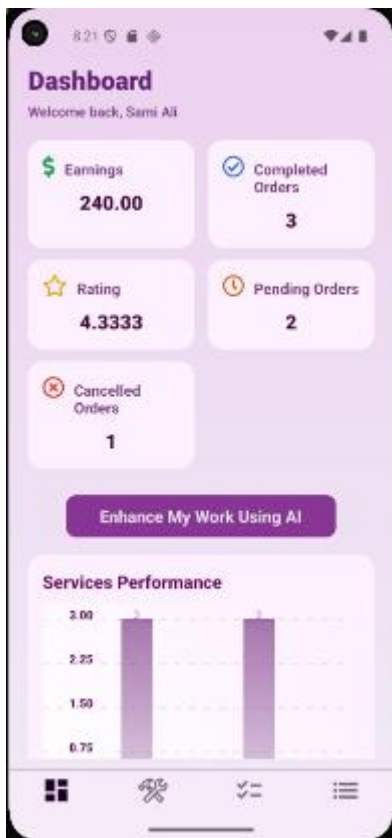 8:21
Dashboard
Welcome back, Sami Ali
$ Earnings
240.00
Completed
Orders
3
Rating
4.3333
Pending Orders
2
Cancelled
Orders
1
Enhance My Work Using AI
Services Performance
3.00
2.25
1.50
0.75